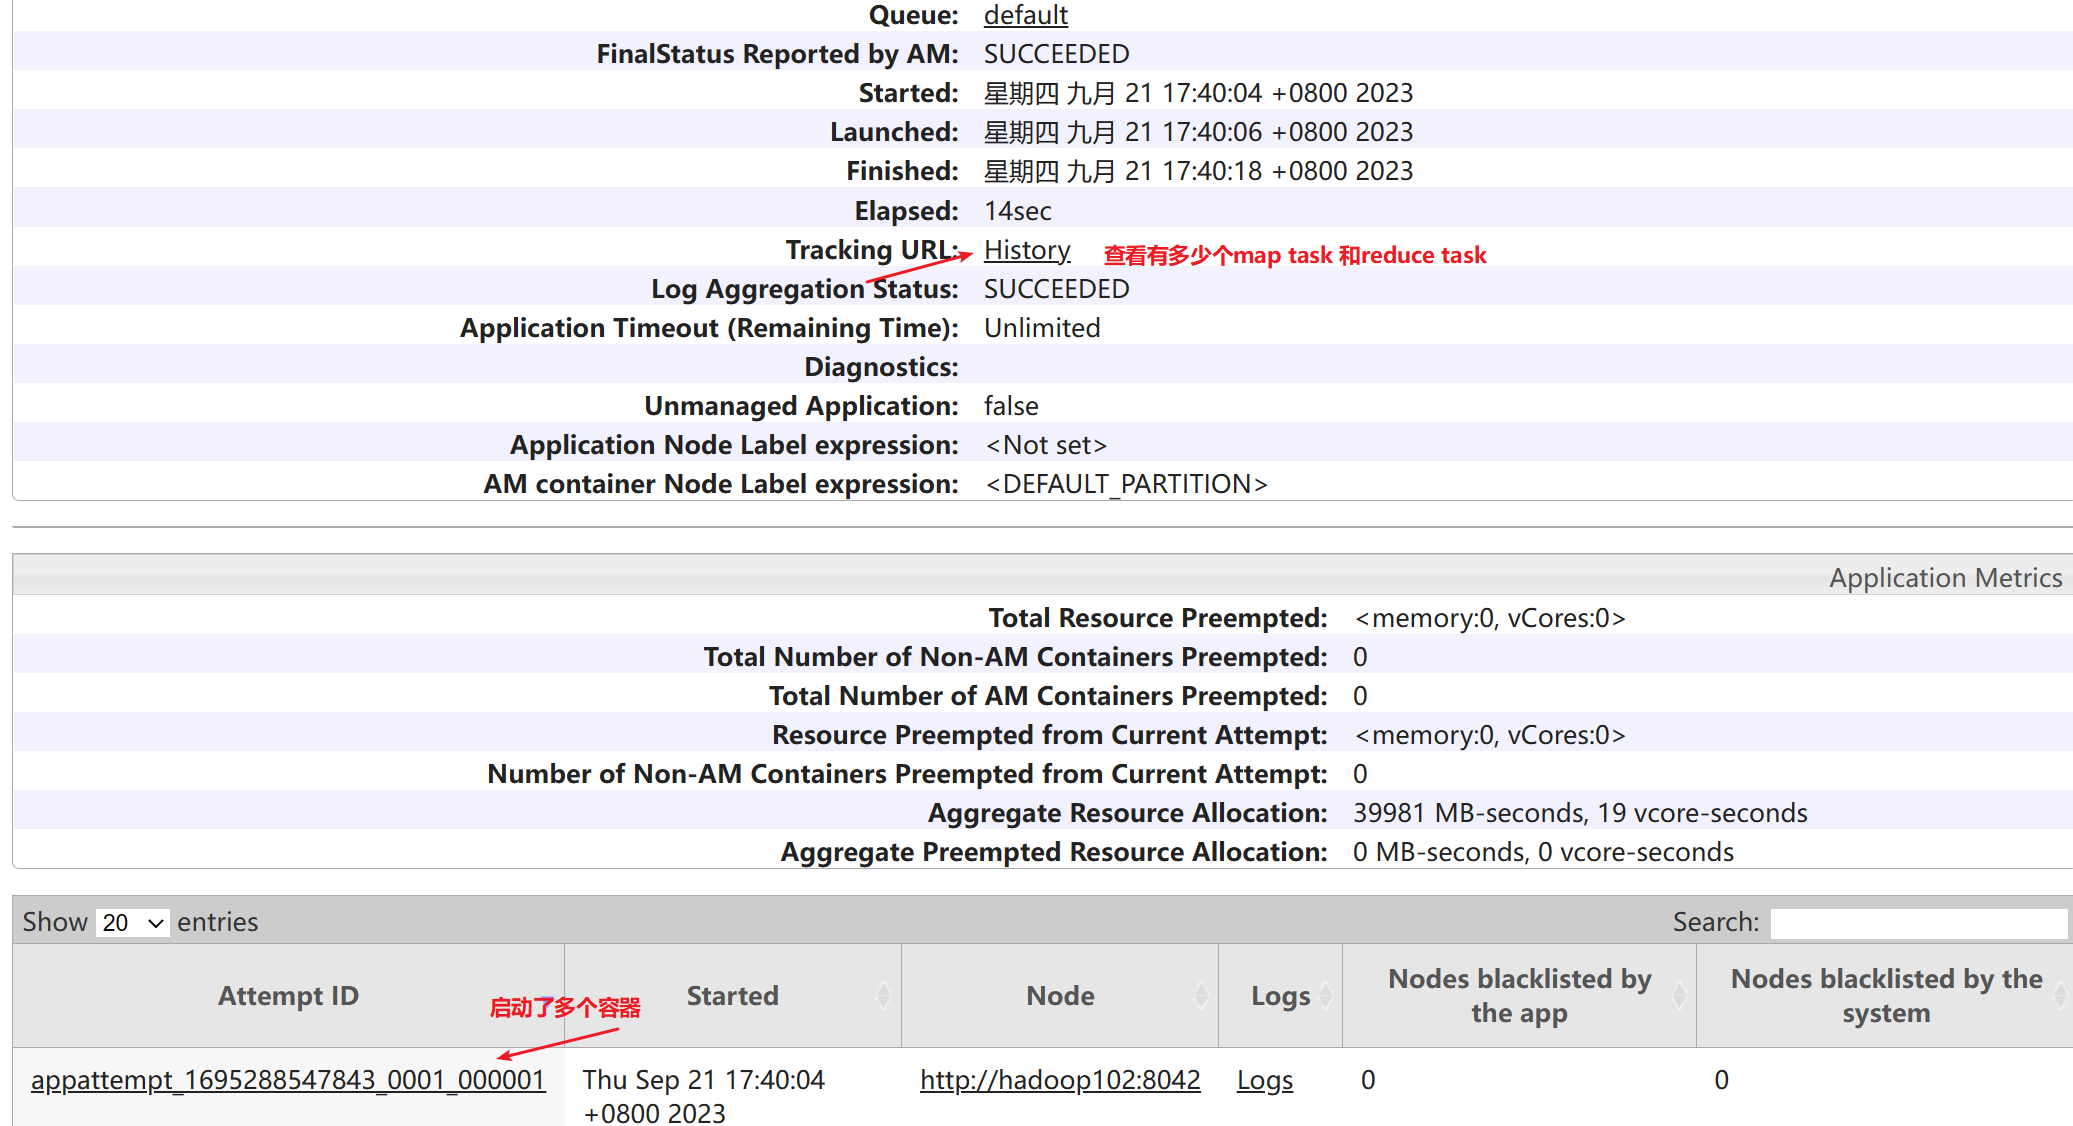 Queue: default
FinalStatus Reported by AM: SUCCEEDED
Started: 星期四 九月 21 17:40:04 +0800 2023
Launched: 星期四 九月 21 17:40:06 +0800 2023
Finished: 星期四 九月 21 17:40:18 +0800 2023
Elapsed: 14sec
Tracking URL: History 查看有多少个map task 和reduce task
Log Aggregation Status: SUCCEEDED
Application Timeout (Remaining Time): Unlimited
Diagnostics:
Unmanaged Application: false
Application Node Label expression: <Not set>
AM container Node Label expression: <DEFAULT_PARTITION>
Application Metrics
Total Resource Preempted: <memory:0, vCores:0>
Total Number of Non-AM Containers Preempted: 0
Total Number of AM Containers Preempted: 0
Resource Preempted from Current Attempt: <memory:0, vCores:0>
Number of Non-AM Containers Preempted from Current Attempt: 0
Aggregate Resource Allocation: 39981 MB-seconds, 19 vcore-seconds
Aggregate Preempted Resource Allocation: 0 MB-seconds, 0 vcore-seconds
Show 20 entries Search:
Attempt ID Started Node Logs Nodes blacklisted by the app Nodes blacklisted by the system
启动了多个容器
appattempt_1695288547843_0001_000001 Thu Sep 21 17:40:04 http://hadoop102:8042 Logs 0 0
+0800 2023